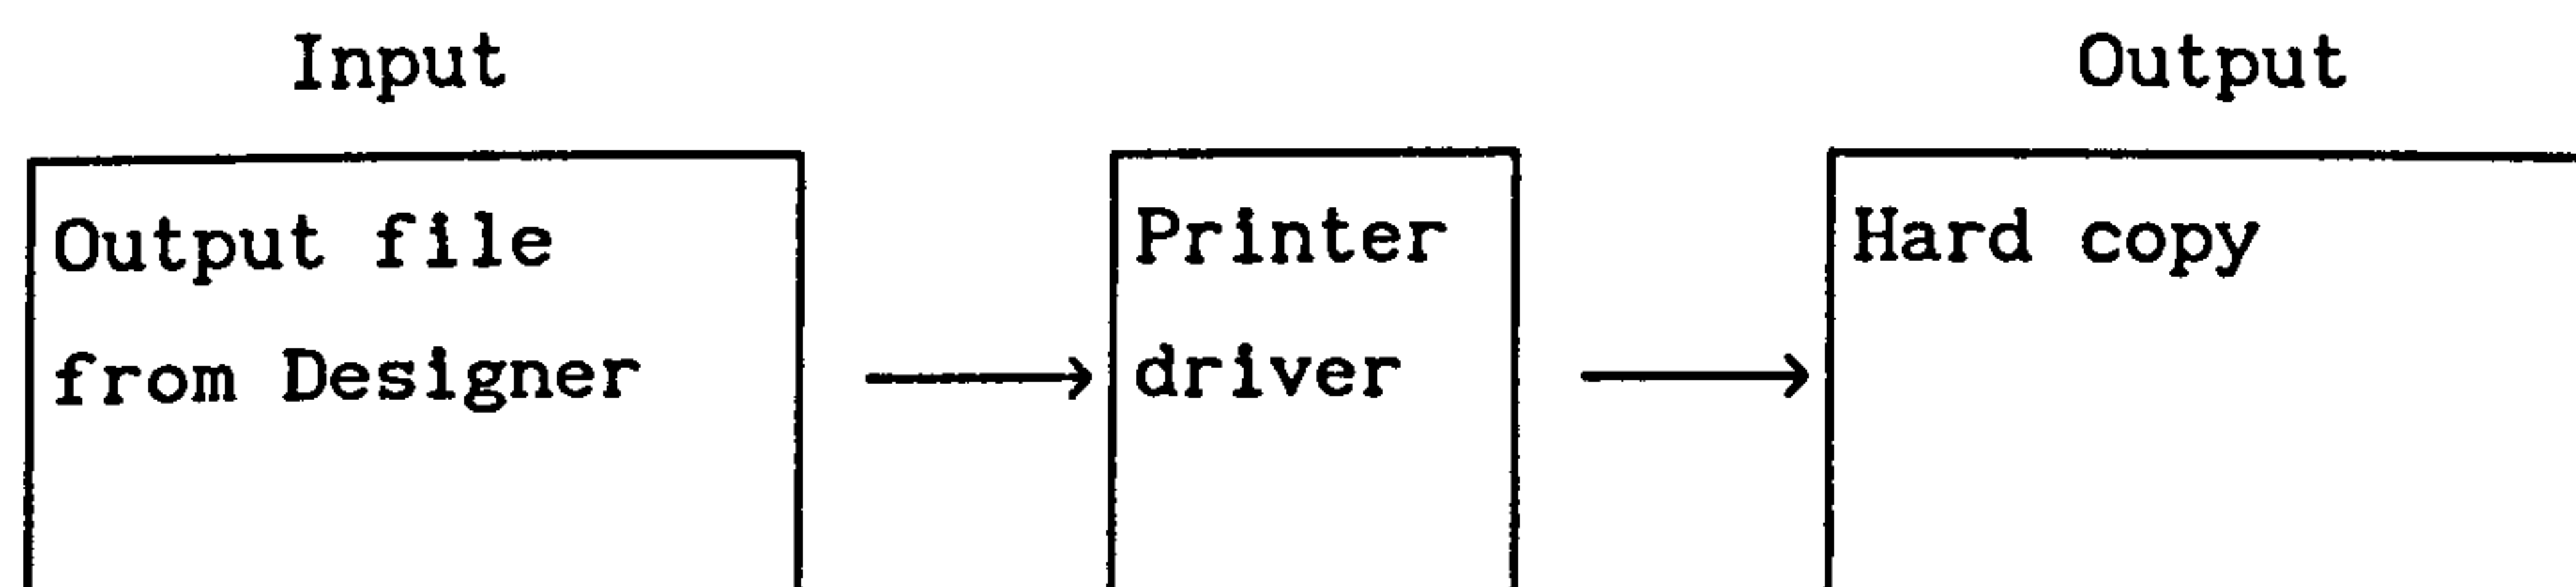 Input
Output
Output file
from Designer
Printer
driver
Hard copy